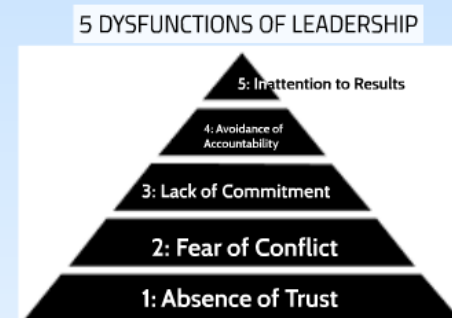 5 DYSFUNCTIONS OF LEADERSHIP
5: Inattention to Results
4: Avoidance of
Accountability
3: Lack of Commitment
2: Fear of Conflict
1: Absence of Trust